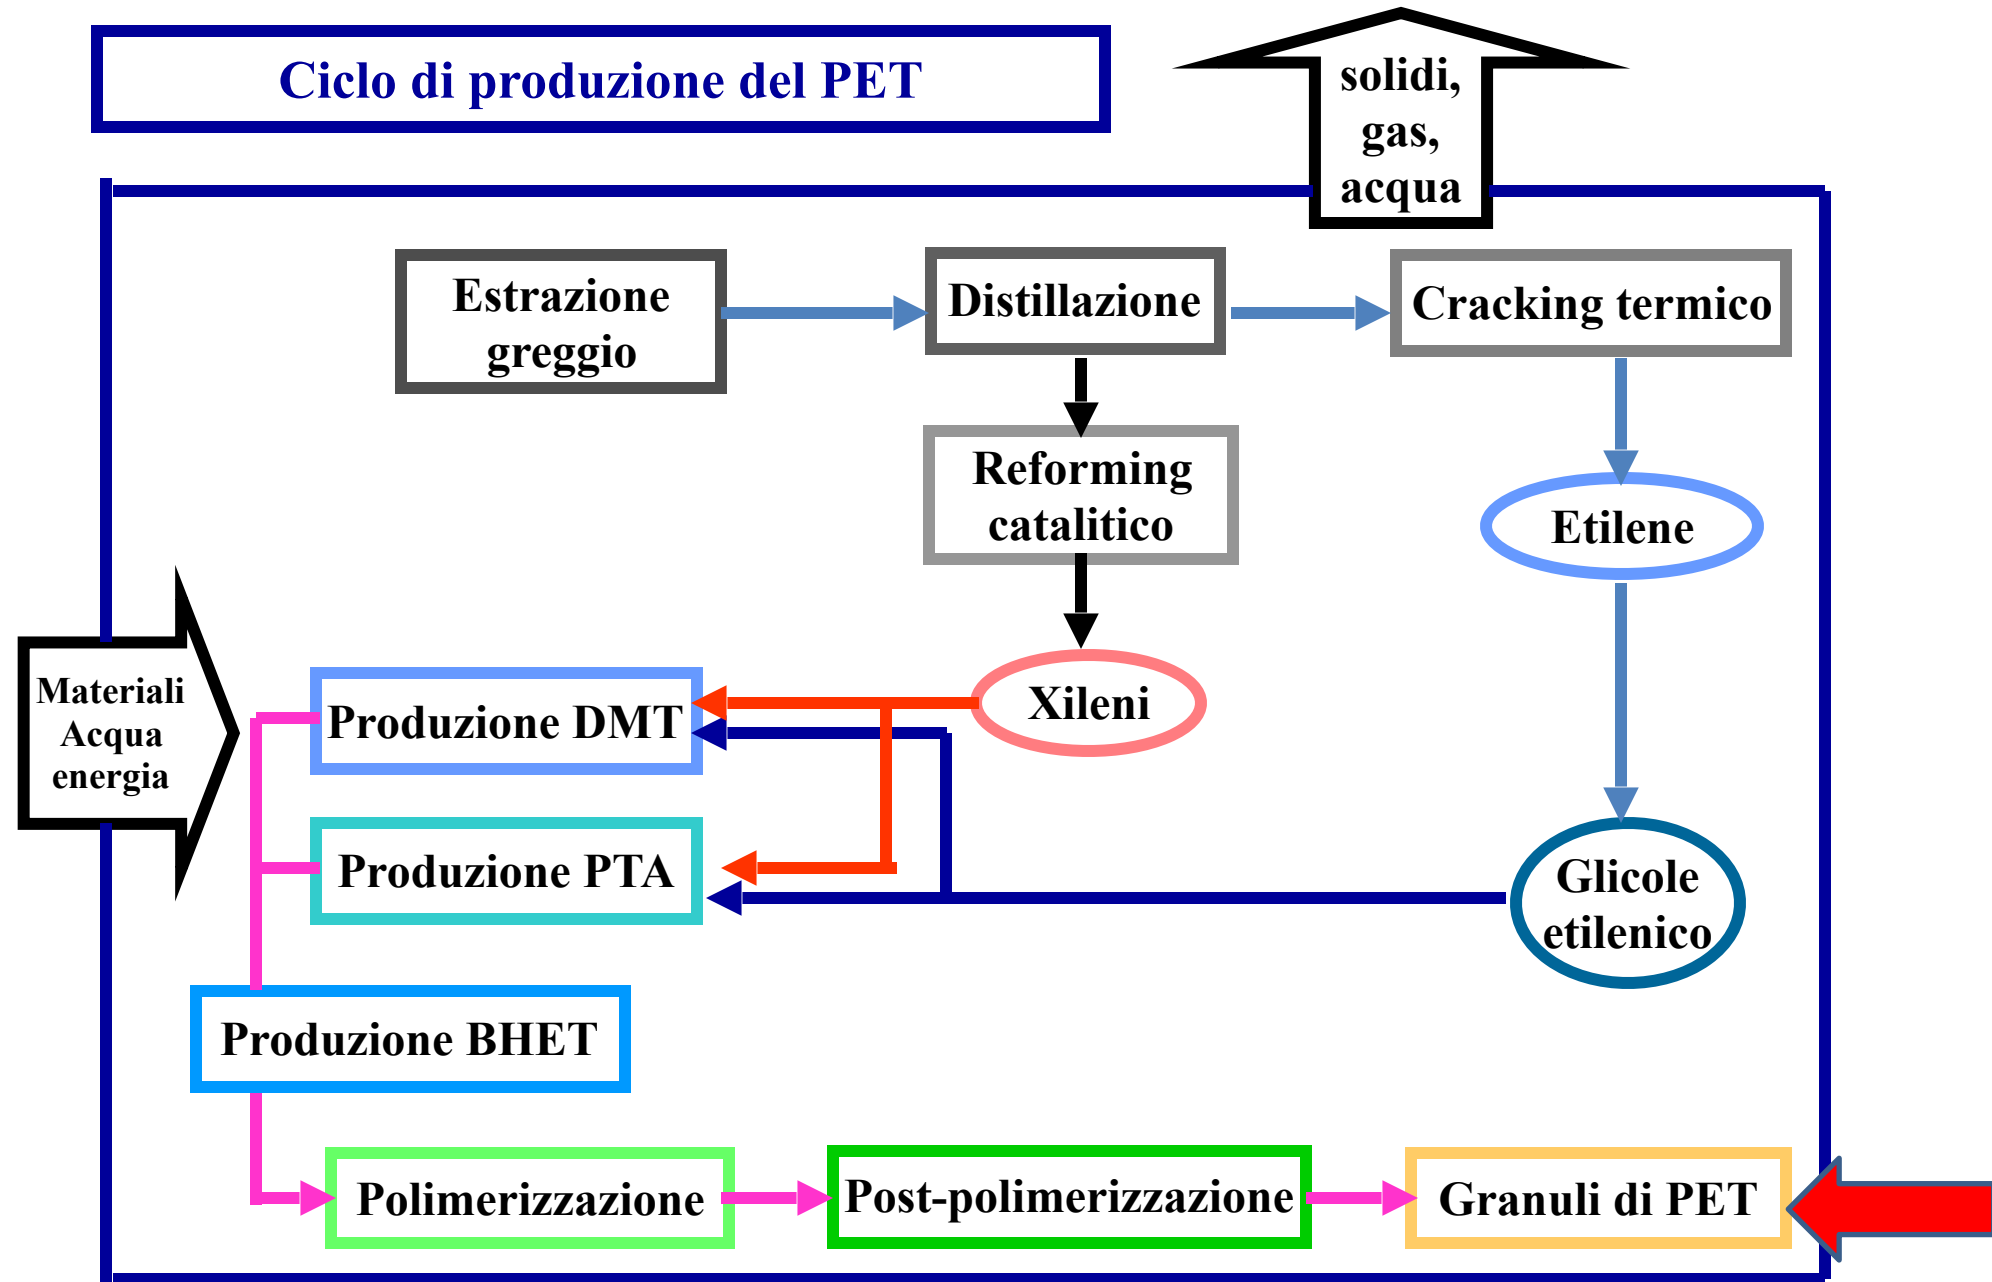 Ciclo di produzione del PET
solidi,
gas,
acqua
Estrazione
greggio
Distillazione
Cracking termico
Reforming
catalitico
Etilene
Materiali
Acqua
energia
Produzione DMT
Xileni
Produzione PTA
Glicole
etilenico
Produzione BHET
Polimerizzazione
Post-polimerizzazione
Granuli di PET